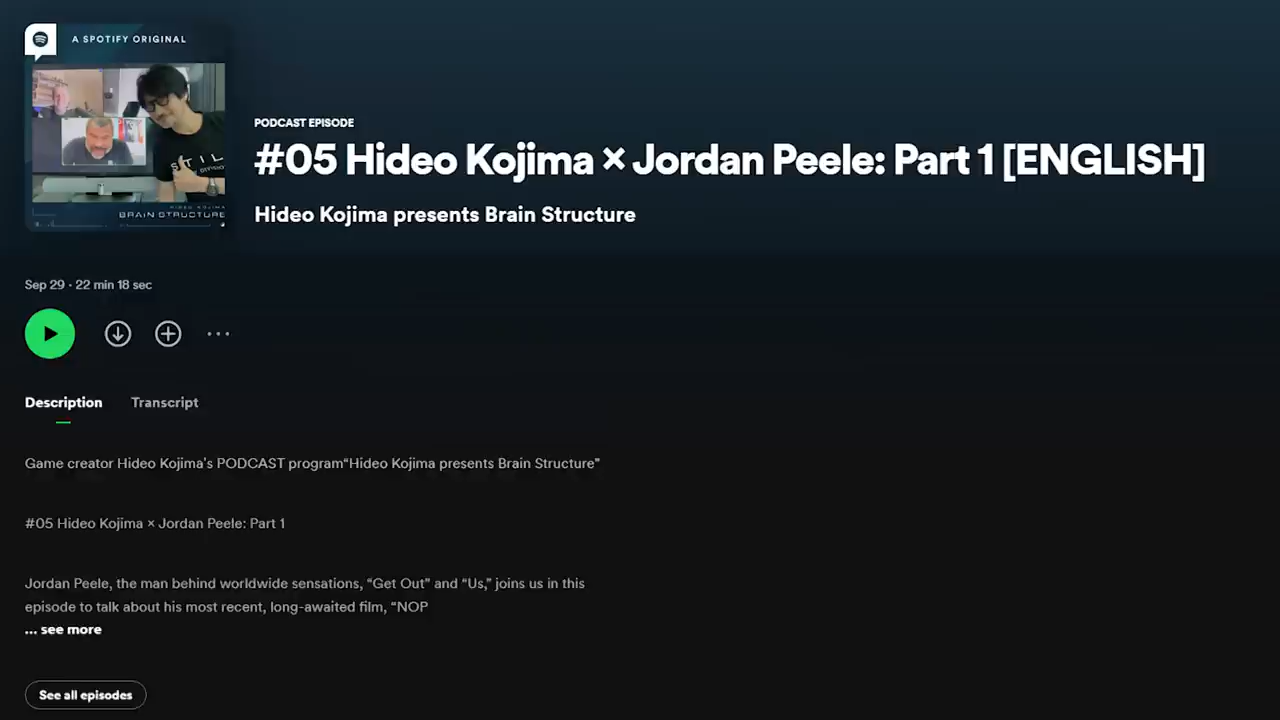 A SPOTIFY ORIGINAL
HIDEO KOJIMA
BRAIN STRUCTURE
PODCAST EPISODE
#05 Hideo Kojima × Jordan Peele: Part 1 [ENGLISH]
Hideo Kojima presents Brain Structure
Sep 29 · 22 min 18 sec
Description Transcript
Game creator Hideo Kojima's PODCAST program“Hideo Kojima presents Brain Structure”
#05 Hideo Kojima × Jordan Peele: Part 1
Jordan Peele, the man behind worldwide sensations, “Get Out” and “Us,” joins us in this
episode to talk about his most recent, long-awaited film, “NOP
... see more
See all episodes